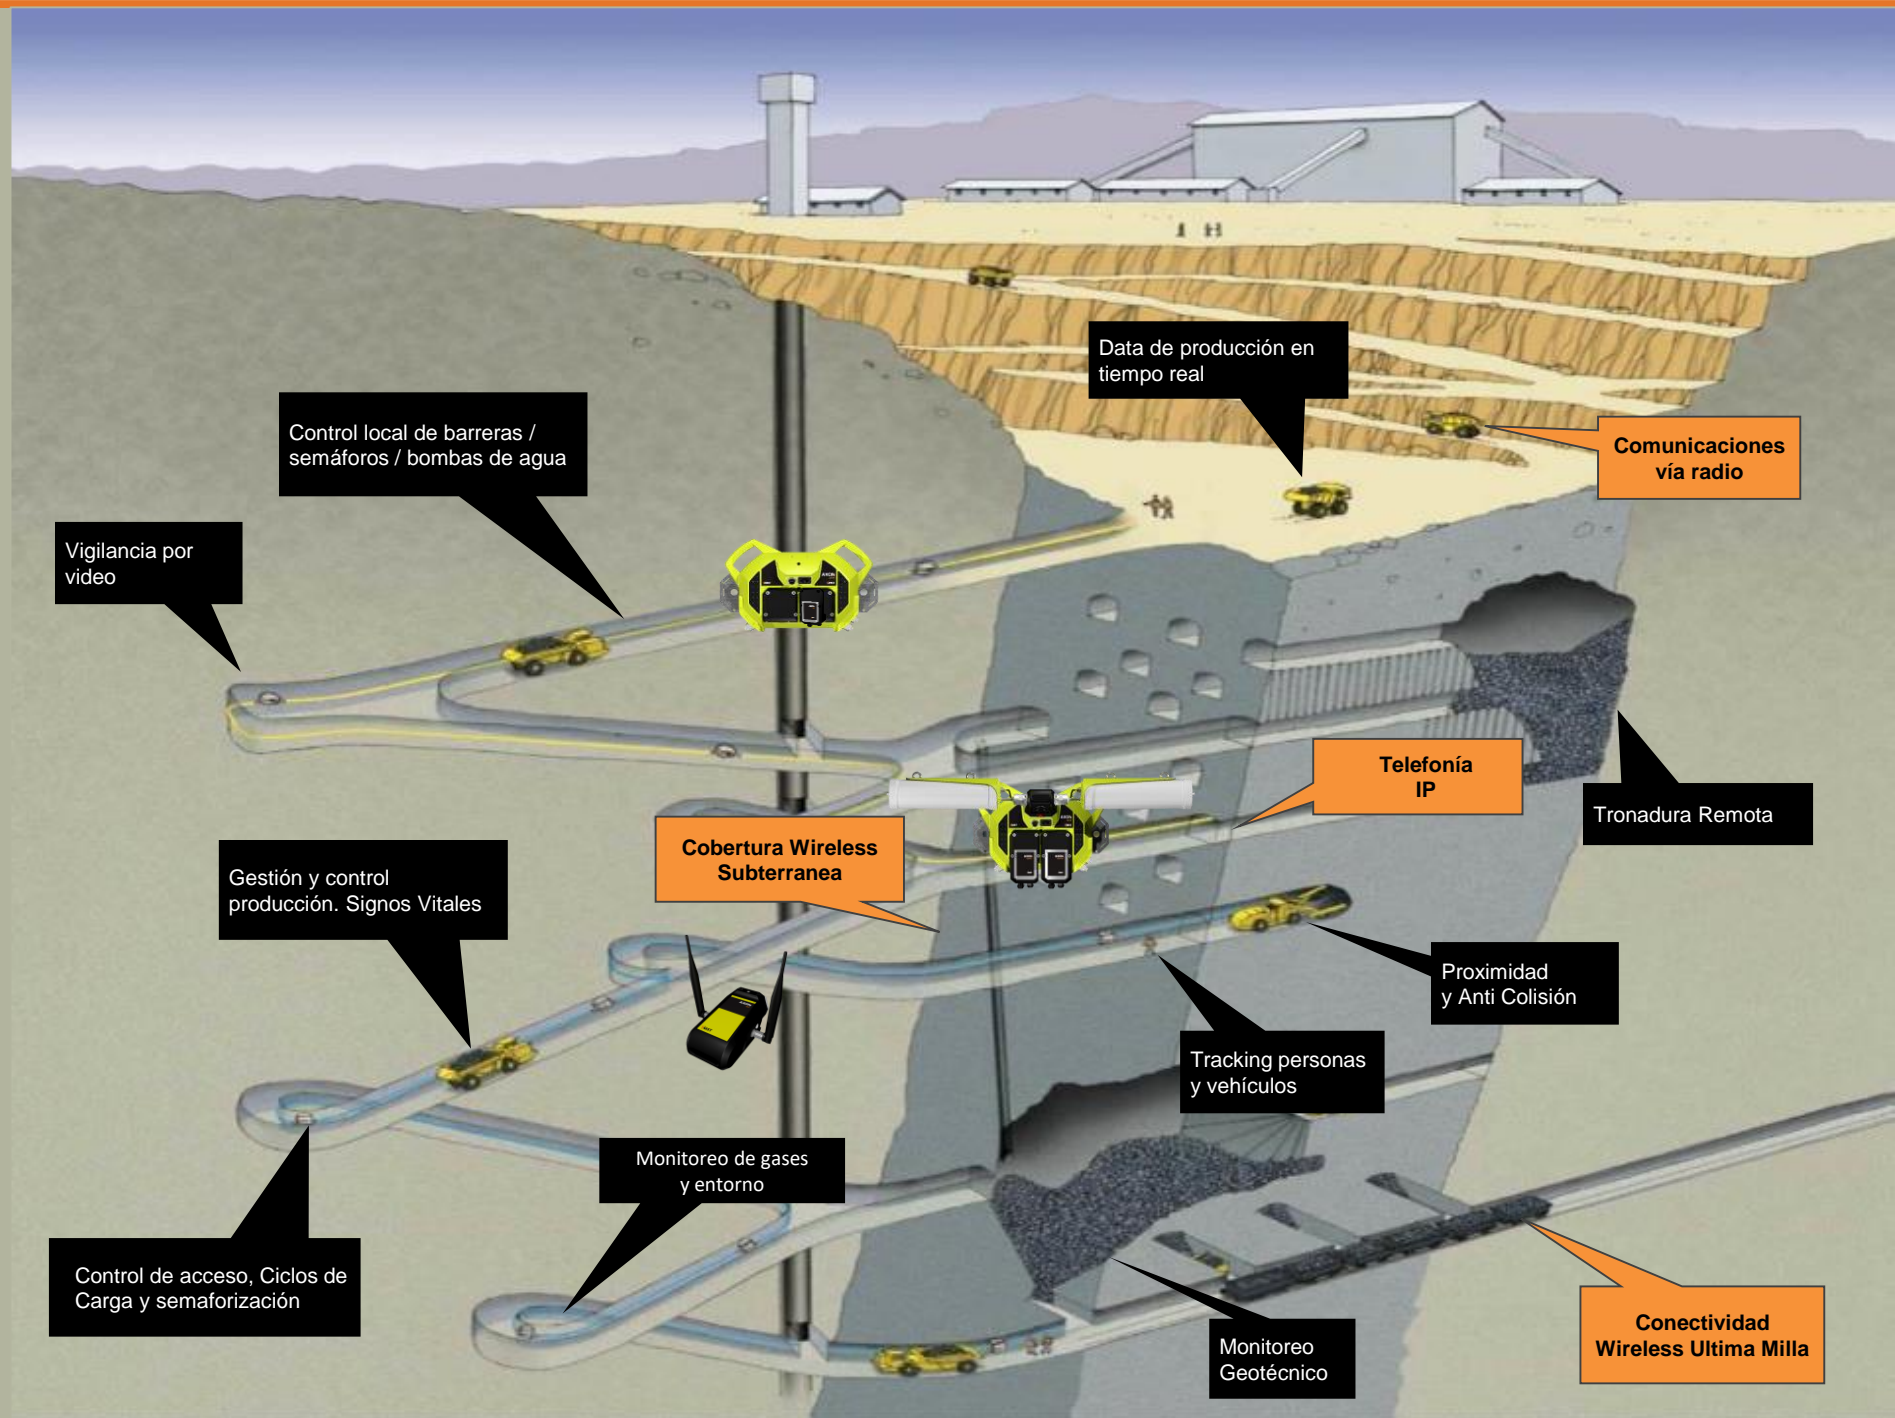 Data de producción en
tiempo real
Control local de barreras /
semáforos / bombas de agua
Comunicaciones
vía radio
Vigilancia por
video
Telefonía
IP
Tronadura Remota
Cobertura Wireless
Subterranea
Gestión y control
producción. Signos Vitales
Proximidad
y Anti Colisión
Tracking personas
y vehículos
Monitoreo de gases
y entorno
Control de acceso, Ciclos de
Carga y semaforización
Conectividad
Wireless Ultima Milla
Monitoreo
Geotécnico